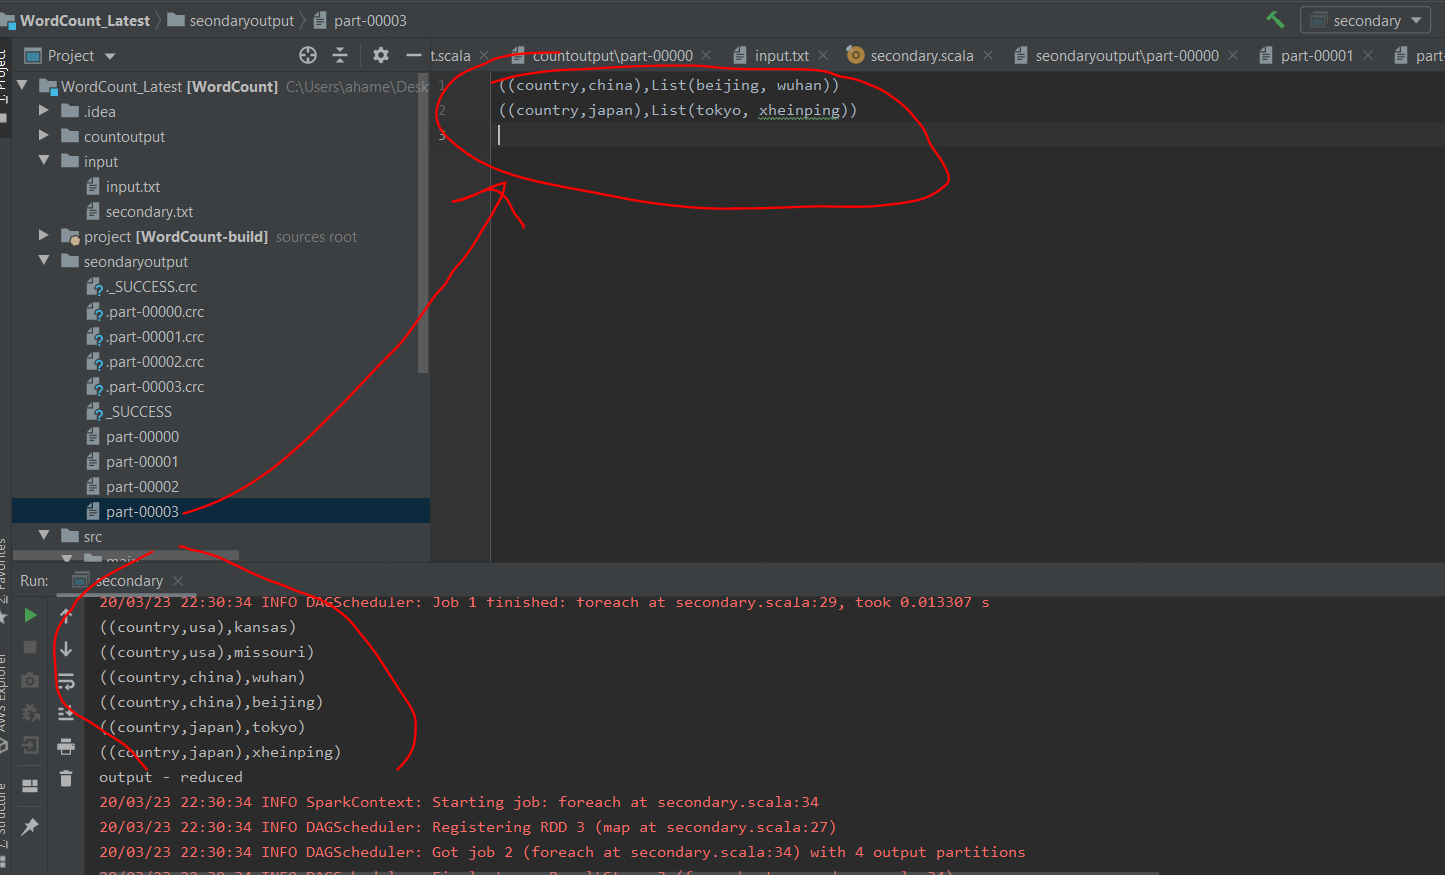 WordCount_Latest seondaryoutput part-00003
secondary
Project
t.scala countoutput\part-00000 input.txt secondary.scala seondaryoutput\part-00000 part-00001 part-
1: Project
WordCount_Latest [WordCount] C:\Users\ahame\Desk
.idea
countoutput
input
input.txt
secondary.txt
project [WordCount-build] sources root
seondaryoutput
._SUCCESS.crc
.part-00000.crc
.part-00001.crc
.part-00002.crc
.part-00003.crc
_SUCCESS
part-00000
part-00001
part-00002
part-00003
src
main
1 ((country,china),List(beijing, wuhan))
2 ((country,japan),List(tokyo, xheinping))
3
2: Favorites
AWS Explorer
7: Structure
Run: secondary
20/03/23 22:30:34 INFO DAGScheduler: Job 1 finished: foreach at secondary.scala:29, took 0.013307 s
((country,usa),kansas)
((country,usa),missouri)
((country,china),wuhan)
((country,china),beijing)
((country,japan),tokyo)
((country,japan),xheinping)
output - reduced
20/03/23 22:30:34 INFO SparkContext: Starting job: foreach at secondary.scala:34
20/03/23 22:30:34 INFO DAGScheduler: Registering RDD 3 (map at secondary.scala:27)
20/03/23 22:30:34 INFO DAGScheduler: Got job 2 (foreach at secondary.scala:34) with 4 output partitions